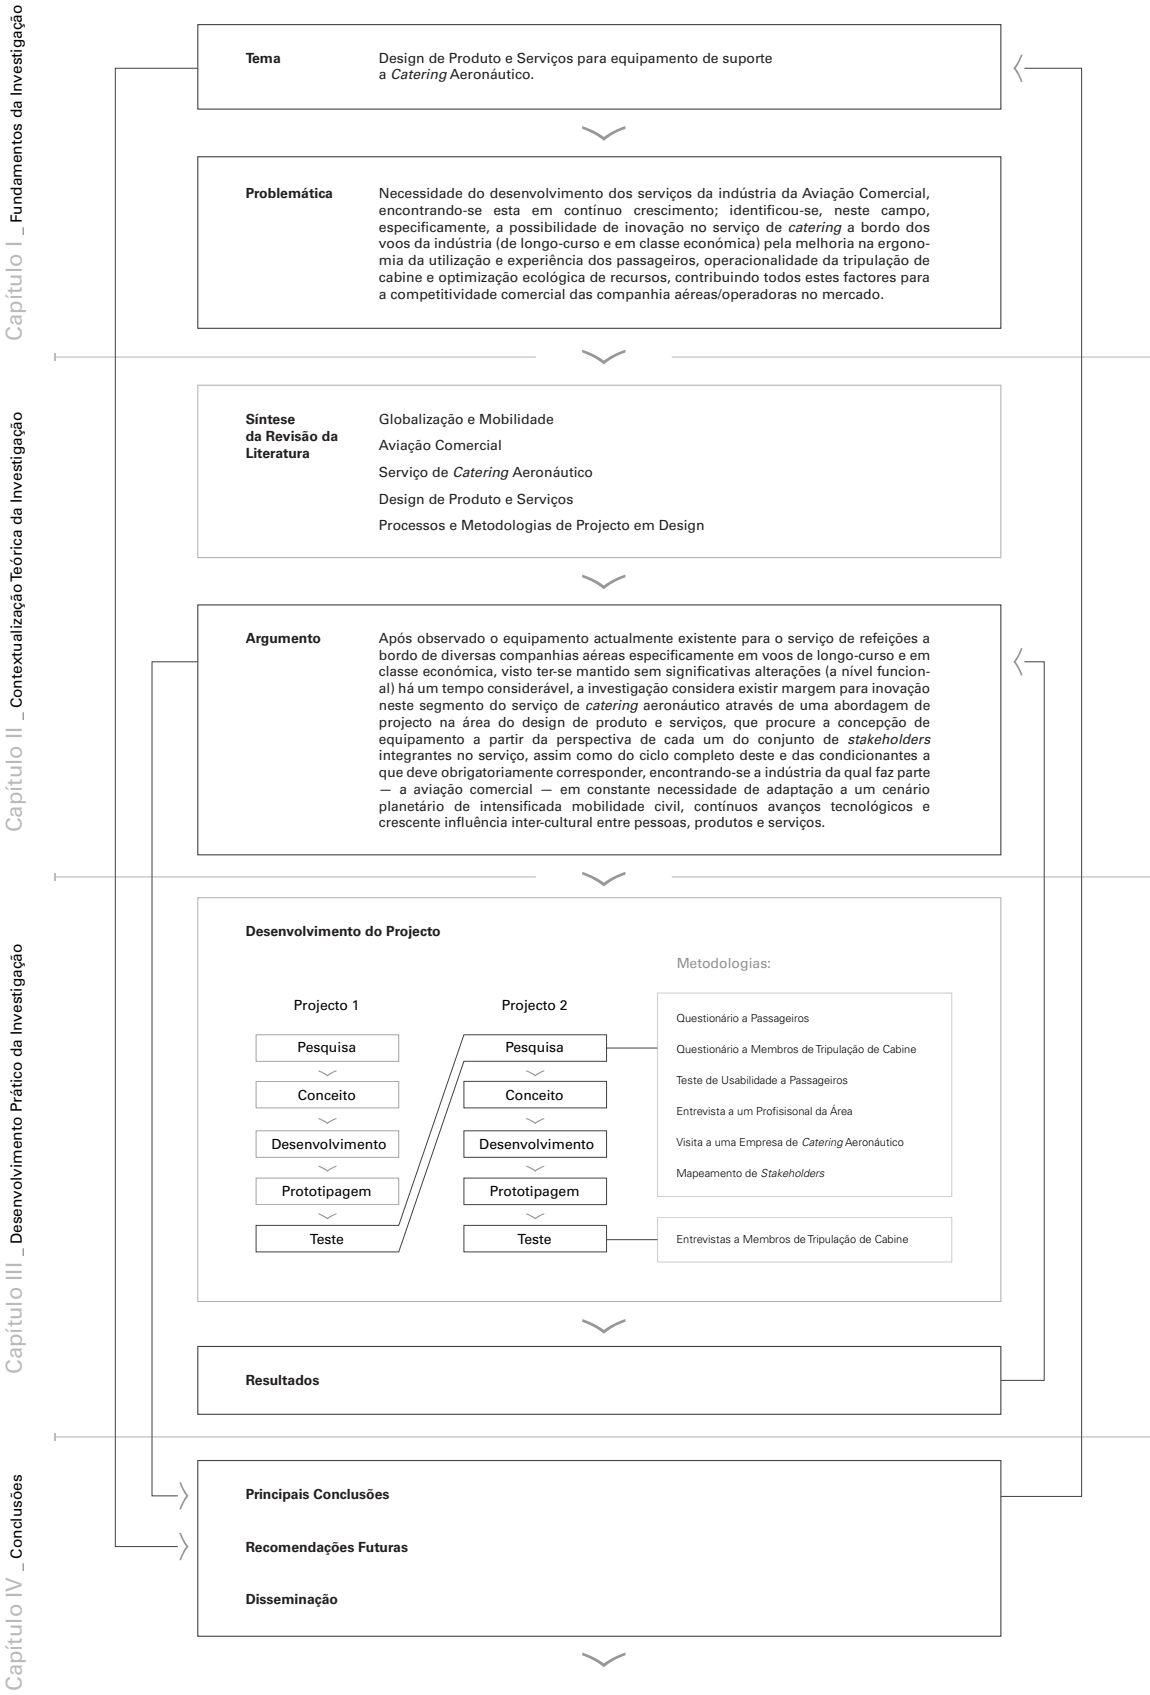 Capítulo I _ Fundamentos da Investigação
Tema
Design de Produto e Serviços para equipamento de suporte
a Catering Aeronáutico.
Problemática
Necessidade do desenvolvimento dos serviços da indústria da Aviação Comercial,
encontrando-se esta em contínuo crescimento; identificou-se, neste campo,
especificamente, a possibilidade de inovação no serviço de catering a bordo dos
voos da indústria (de longo-curso e em classe económica) pela melhoria na ergono-
mia da utilização e experiência dos passageiros, operacionalidade da tripulação de
cabine e optimização ecológica de recursos, contribuindo todos estes factores para
a competitividade comercial das companhia aéreas/operadoras no mercado.
Capítulo II _ Contextualização Teórica da Investigação
Síntese
da Revisão da
Literatura
Globalização e Mobilidade
Aviação Comercial
Serviço de Catering Aeronáutico
Design de Produto e Serviços
Processos e Metodologias de Projecto em Design
Argumento
Após observado o equipamento actualmente existente para o serviço de refeições a
bordo de diversas companhias aéreas especificamente em voos de longo-curso e em
classe económica, visto ter-se mantido sem significativas alterações (a nível funcion-
al) há um tempo considerável, a investigação considera existir margem para inovação
neste segmento do serviço de catering aeronáutico através de uma abordagem de
projecto na área do design de produto e serviços, que procure a concepção de
equipamento a partir da perspectiva de cada um do conjunto de stakeholders
integrantes no serviço, assim como do ciclo completo deste e das condicionantes a
que deve obrigatoriamente corresponder, encontrando-se a indústria da qual faz parte
— a aviação comercial — em constante necessidade de adaptação a um cenário
planetário de intensificada mobilidade civil, contínuos avanços tecnológicos e
crescente influência inter-cultural entre pessoas, produtos e serviços.
Capítulo III _ Desenvolvimento Prático da Investigação
Desenvolvimento do Projecto
Projecto 1
Pesquisa
Conceito
Desenvolvimento
Prototipagem
Teste
Projecto 2
Pesquisa
Conceito
Desenvolvimento
Prototipagem
Teste
Metodologias:
Questionário a Passageiros
Questionário a Membros de Tripulação de Cabine
Teste de Usabilidade a Passageiros
Entrevista a um Profisisonal da Área
Visita a uma Empresa de Catering Aeronáutico
Mapeamento de Stakeholders
Entrevistas a Membros de Tripulação de Cabine
Resultados
Capítulo IV _ Conclusões
Principais Conclusões
Recomendações Futuras
Disseminação